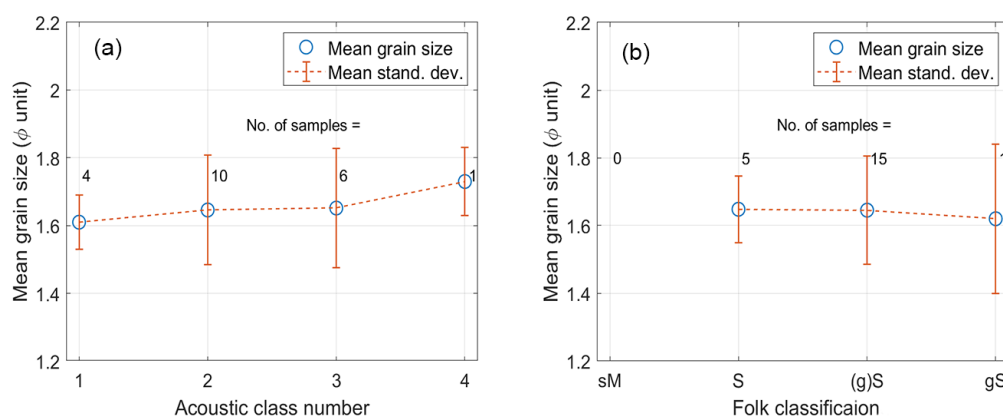 (a)
Mean grain size
Mean stand. dev.
No. of samples =
4
10
6
1
2.2
2
1.8
1.6
1.4
1.2
Mean grain size (ϕ unit)
1
2
3
4
Acoustic class number
(b)
Mean grain size
Mean stand. dev.
No. of samples =
0
5
15
1
2.2
2
1.8
1.6
1.4
1.2
Mean grain size (ϕ unit)
sM
S
(g)S
gS
Folk classificaion